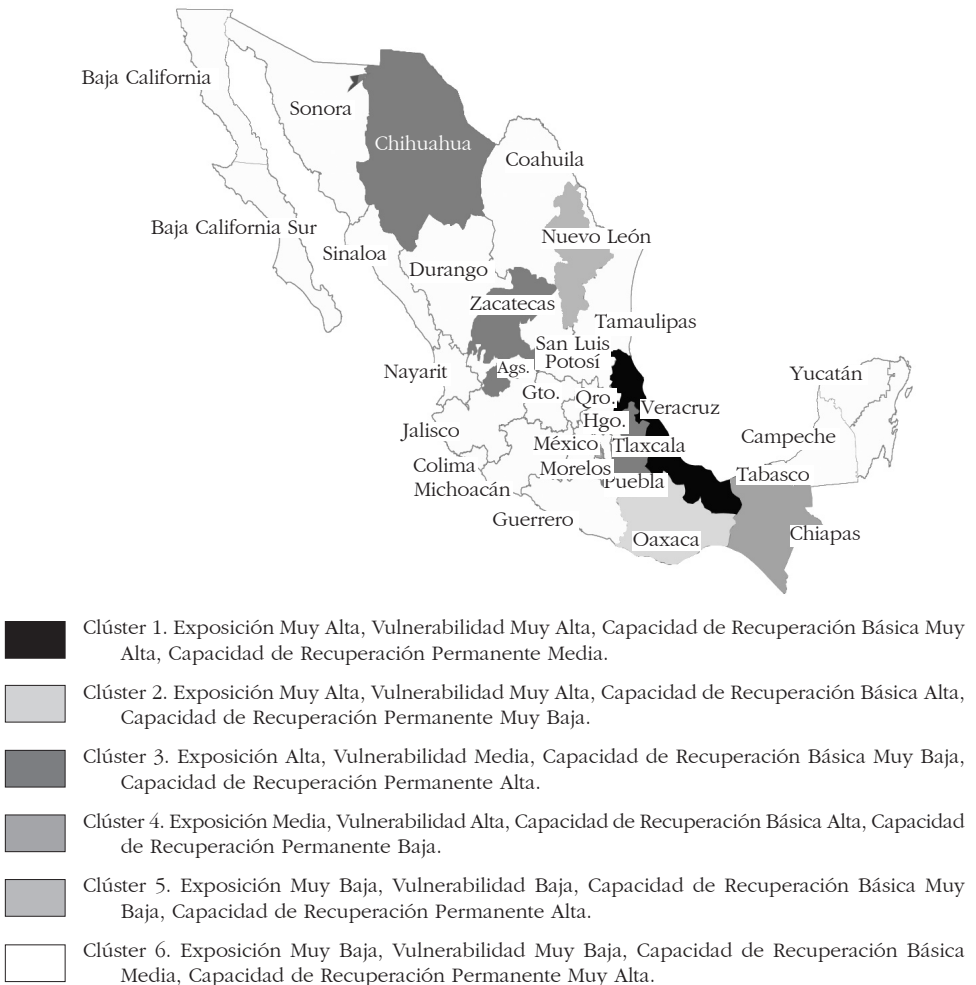 Baja California
Sonora
Chihuahua
Coahuila
Baja California Sur
Nuevo León
Sinaloa
Durango
Zacatecas
Tamaulipas
San Luis
Potosí
Nayarit
Ags.
Yucatán
Gto.
Qro.
Veracruz
Hgo.
Jalisco
México
Tlaxcala
Campeche
Colima
Morelos
Tabasco
Michoacán
Puebla
Guerrero
Oaxaca
Chiapas
Clúster 1. Exposición Muy Alta, Vulnerabilidad Muy Alta, Capacidad de Recuperación Básica Muy
Alta, Capacidad de Recuperación Permanente Media.
Clúster 2. Exposición Muy Alta, Vulnerabilidad Muy Alta, Capacidad de Recuperación Básica Alta,
Capacidad de Recuperación Permanente Muy Baja.
Clúster 3. Exposición Alta, Vulnerabilidad Media, Capacidad de Recuperación Básica Muy Baja,
Capacidad de Recuperación Permanente Alta.
Clúster 4. Exposición Media, Vulnerabilidad Alta, Capacidad de Recuperación Básica Alta, Capacidad
de Recuperación Permanente Baja.
Clúster 5. Exposición Muy Baja, Vulnerabilidad Baja, Capacidad de Recuperación Básica Muy
Baja, Capacidad de Recuperación Permanente Alta.
Clúster 6. Exposición Muy Baja, Vulnerabilidad Muy Baja, Capacidad de Recuperación Básica
Media, Capacidad de Recuperación Permanente Muy Alta.